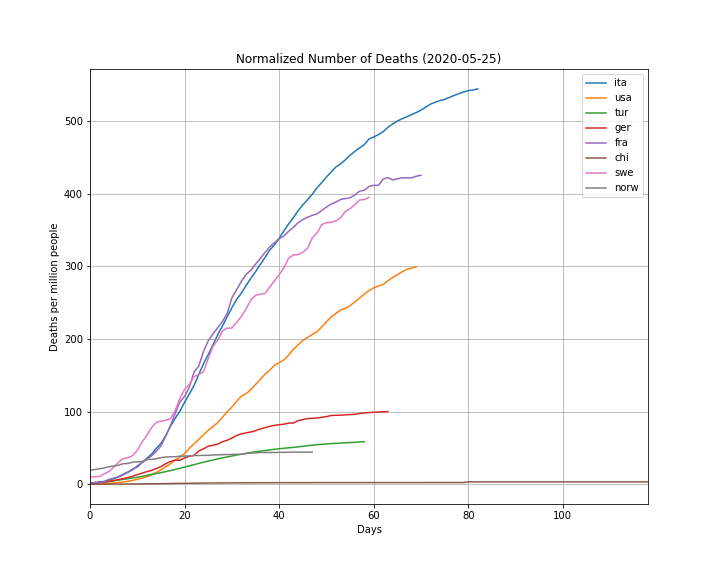 Normalized Number of Deaths (2020-05-25)
ita
usa
tur
ger
fra
chi
swe
norw
Deaths per million people
500
400
300
200
100
0
0 20 40 60 80 100
Days